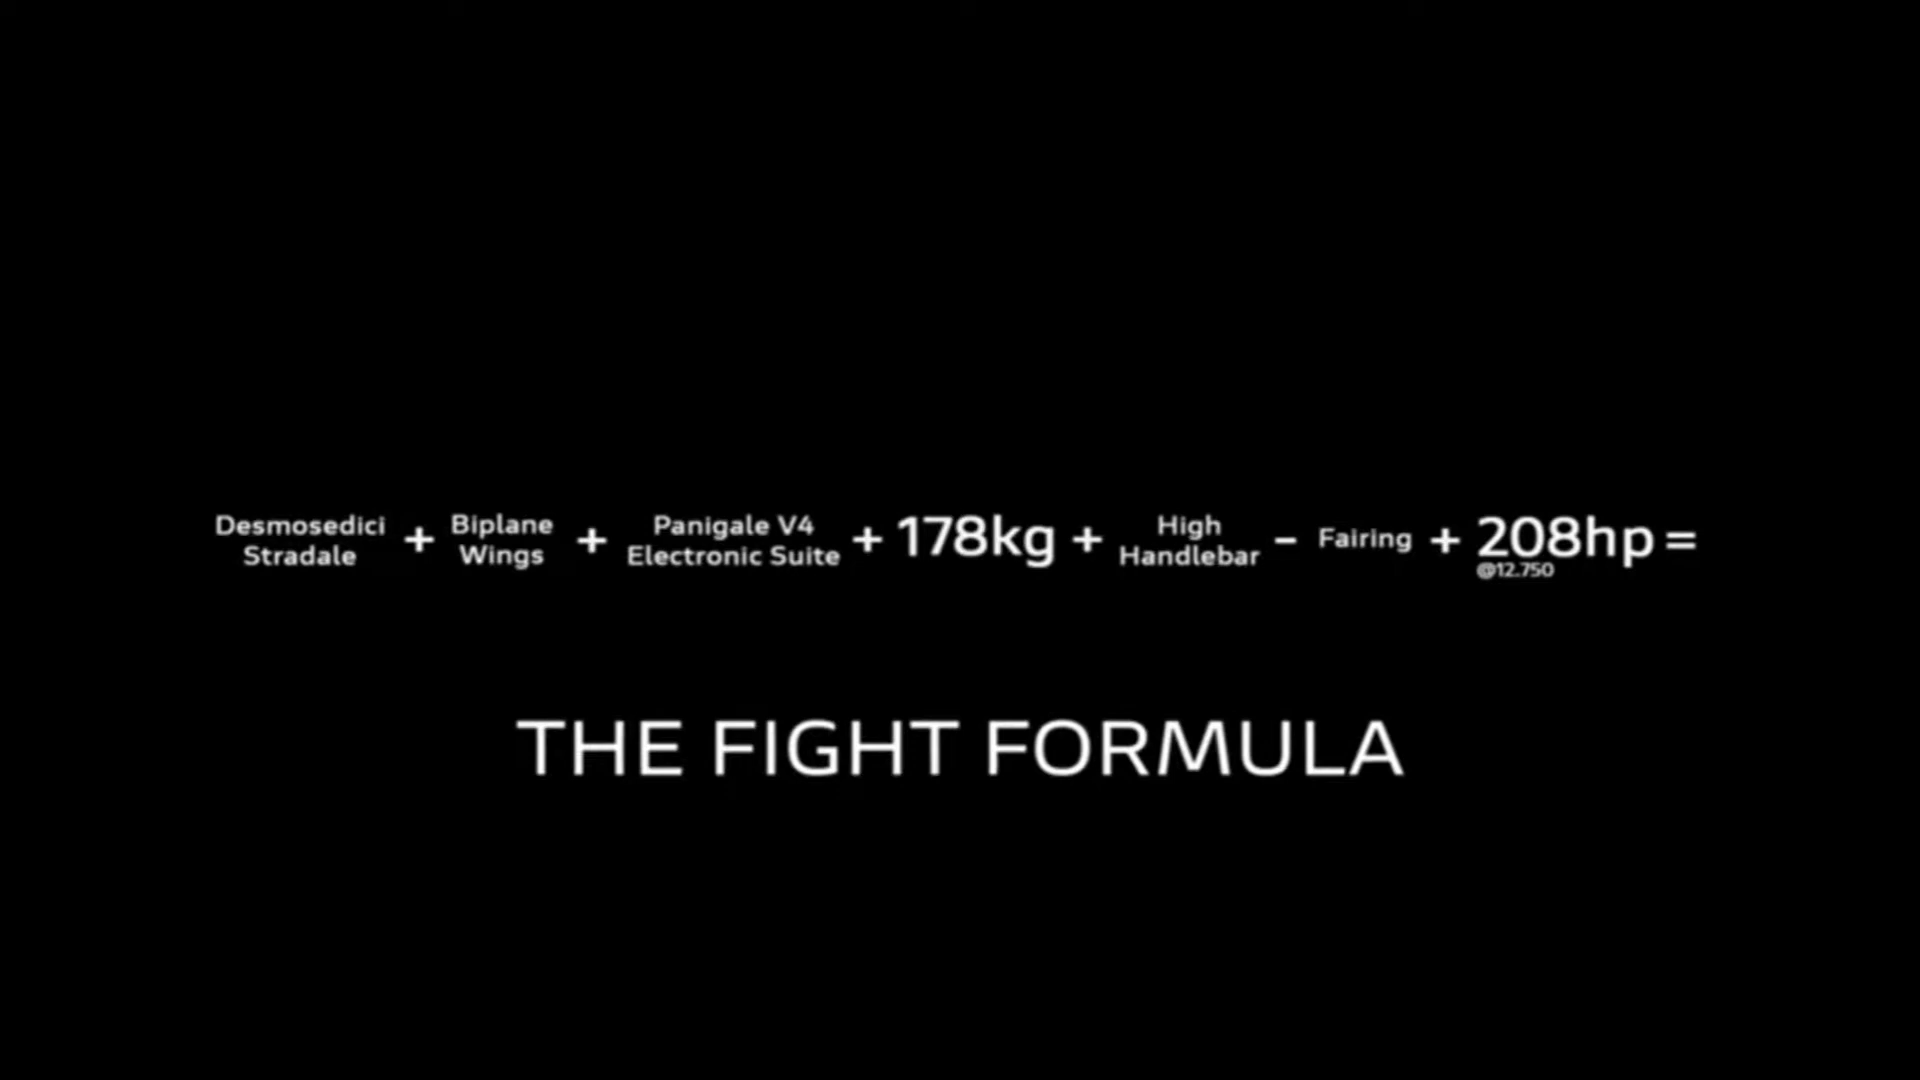 Desmosedici Stradale + Biplane Wings + Panigale V4 Electronic Suite + 178kg + High Handlebar - Fairing + 208hp @12.750 =
THE FIGHT FORMULA